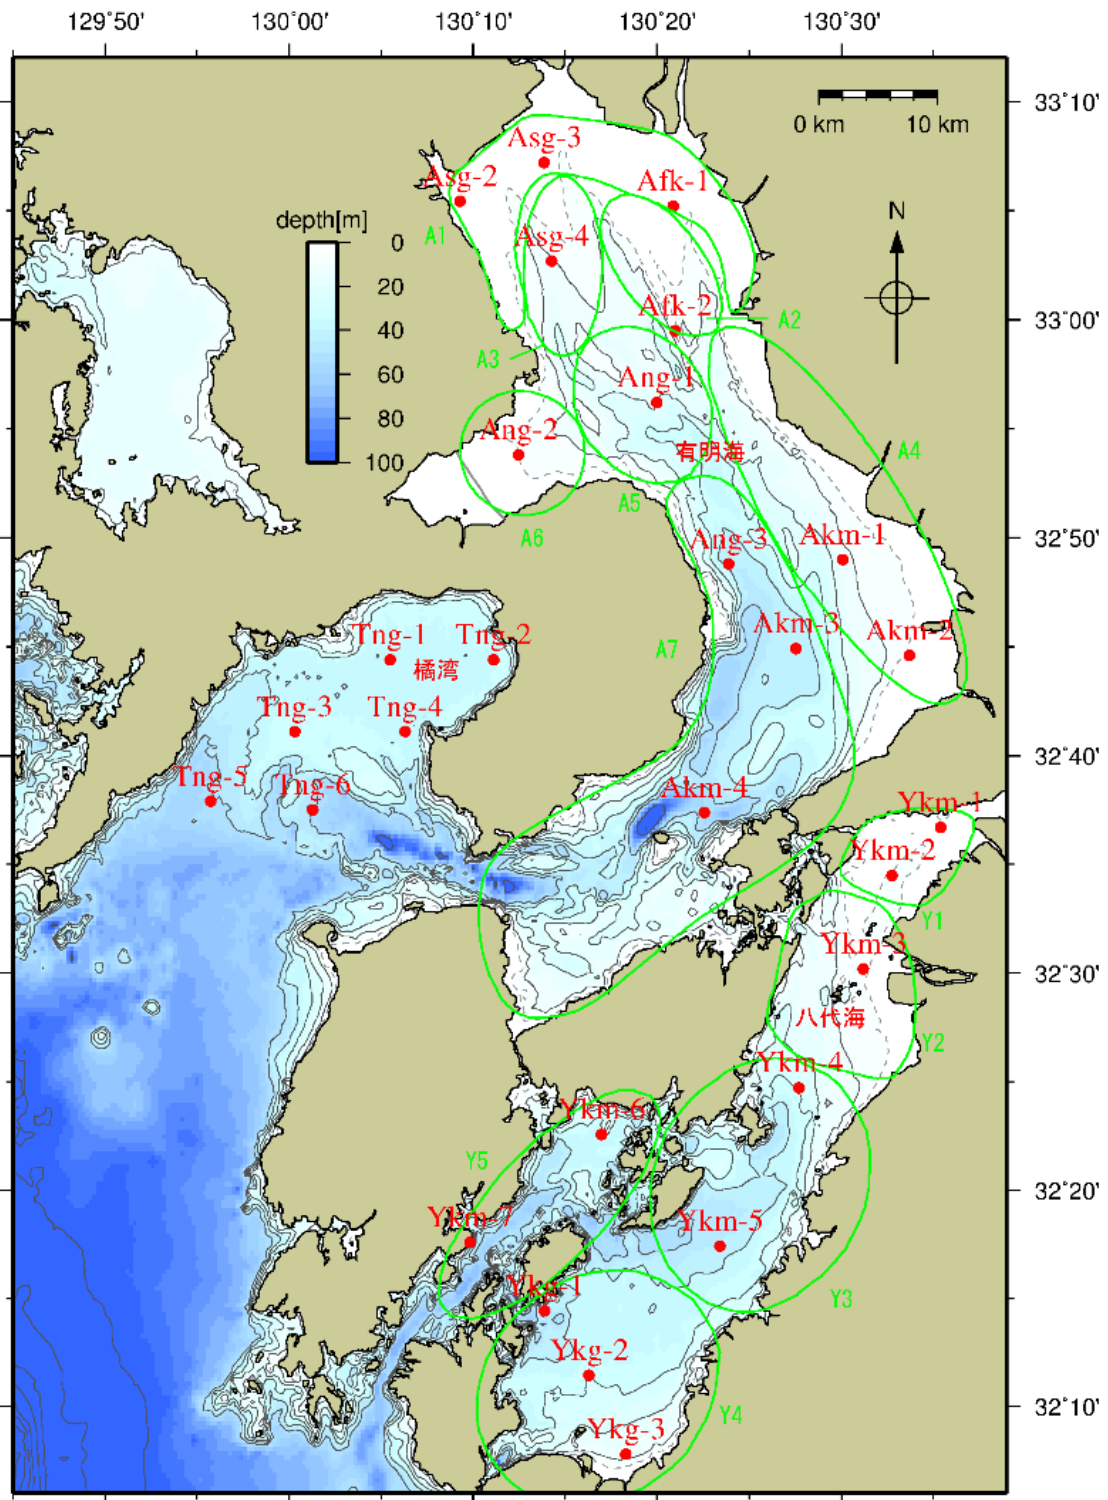 129°50' 130°00' 130°10' 130°20' 130°30'
33°10'
0 km 10 km
Asg-3
Asg-2
Afk-1
N
depth[m]
A1
Asg-4
0
20
40
60
80
100
Afk-2
A2
33°00'
A3
Ang-1
Ang-2
有明海
A4
A5
A6
Ang-3
Akm-1
32°50'
Tng-1
Tng-2
橘湾
Akm-3
Akm-2
A7
Tng-3
Tng-4
32°40'
Tng-5
Tng-6
Akm-4
Ykm-1
Ykm-2
Y1
Ykm-3
32°30'
八代海
Y2
Ykm-4
Ykm-6
Y5
32°20'
Ykm-7
Ykm-5
Ykg-1
Y3
Ykg-2
32°10'
Y4
Ykg-3